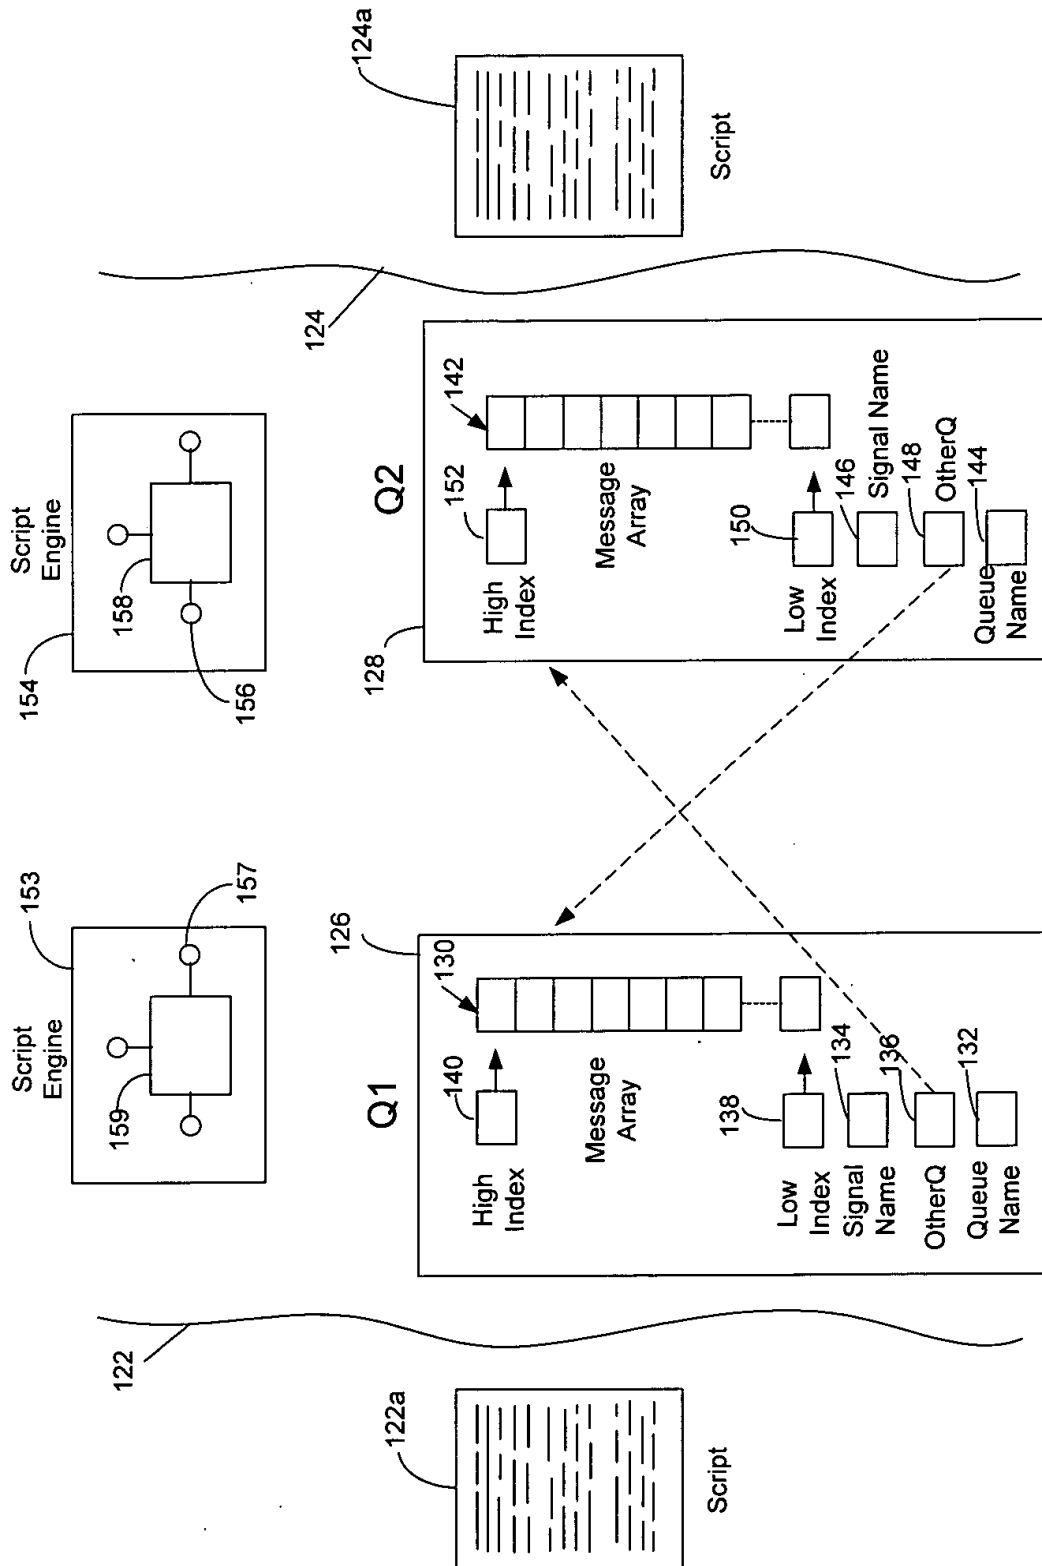 Script
Engine
153
159
157
Script
Engine
154
158
156
122
122a
Script
Q1
126
High
Index
140
130
Message
Array
Low
Index
138
Signal
Name
134
OtherQ
136
Queue
Name
132
Q2
128
High
Index
152
142
Message
Array
Low
Index
150
146
Signal Name
148
OtherQ
144
Queue
Name
124
124a
Script